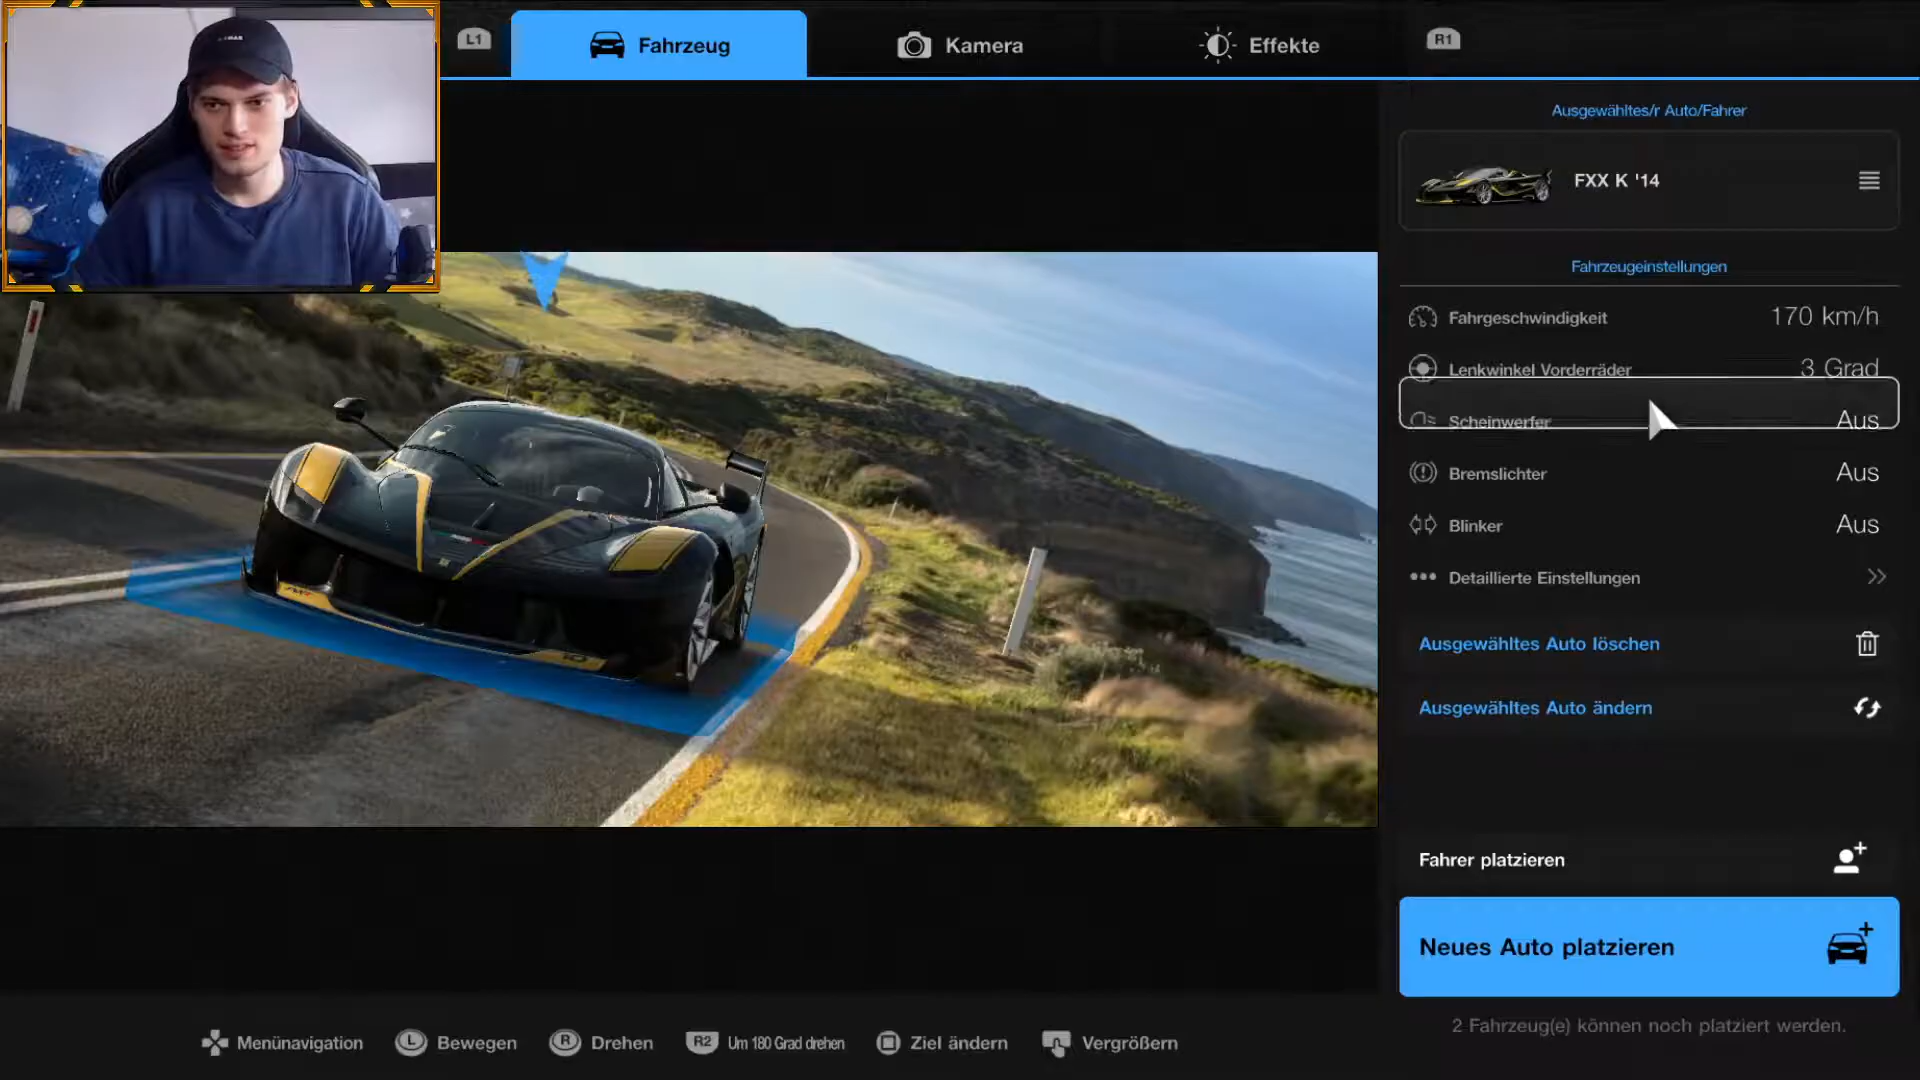 L1
Fahrzeug
Kamera
Effekte
R1
Ausgewähltes/r Auto/Fahrer
FXX K '14
Fahrzeugeinstellungen
Fahrgeschwindigkeit 170 km/h
Lenkwinkel Vorderräder 3 Grad
Scheinwerfer Aus
Bremslichter Aus
Blinker Aus
Detaillierte Einstellungen
Ausgewähltes Auto löschen
Ausgewähltes Auto ändern
Fahrer platzieren
Neues Auto platzieren
2 Fahrzeug(e) können noch platziert werden.
Menünavigation
L Bewegen
R Drehen
R2 Um 180 Grad drehen
Ziel ändern
Vergrößern